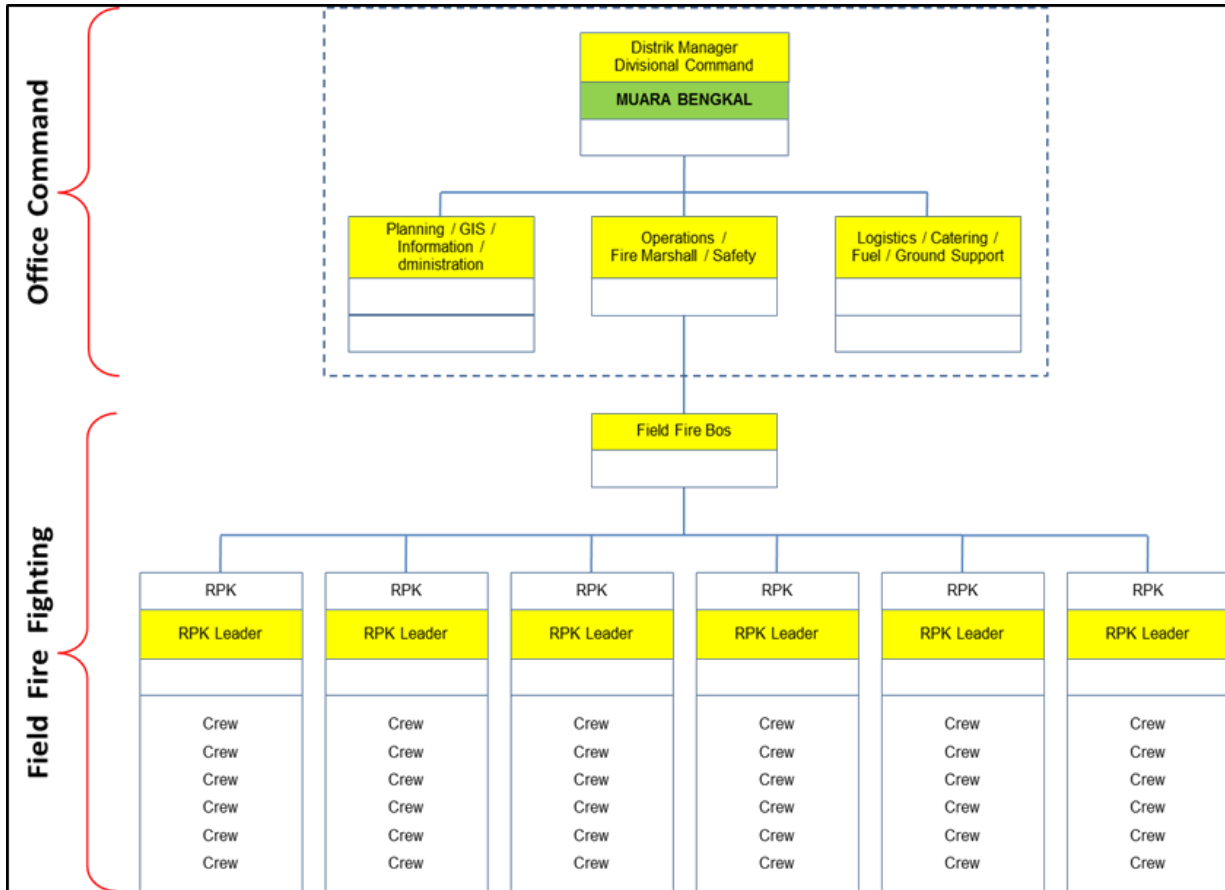 Office Command
Distrik Manager
Divisional Command
MUARA BENGKAL
Planning / GIS /
Information /
dministration
Operations /
Fire Marshall / Safety
Logistics / Catering /
Fuel / Ground Support
Field Fire Fighting
Field Fire Bos
RPK RPK RPK RPK RPK RPK
RPK Leader RPK Leader RPK Leader RPK Leader RPK Leader RPK Leader
Crew Crew Crew Crew Crew Crew
Crew Crew Crew Crew Crew Crew
Crew Crew Crew Crew Crew Crew
Crew Crew Crew Crew Crew Crew
Crew Crew Crew Crew Crew Crew
Crew Crew Crew Crew Crew Crew